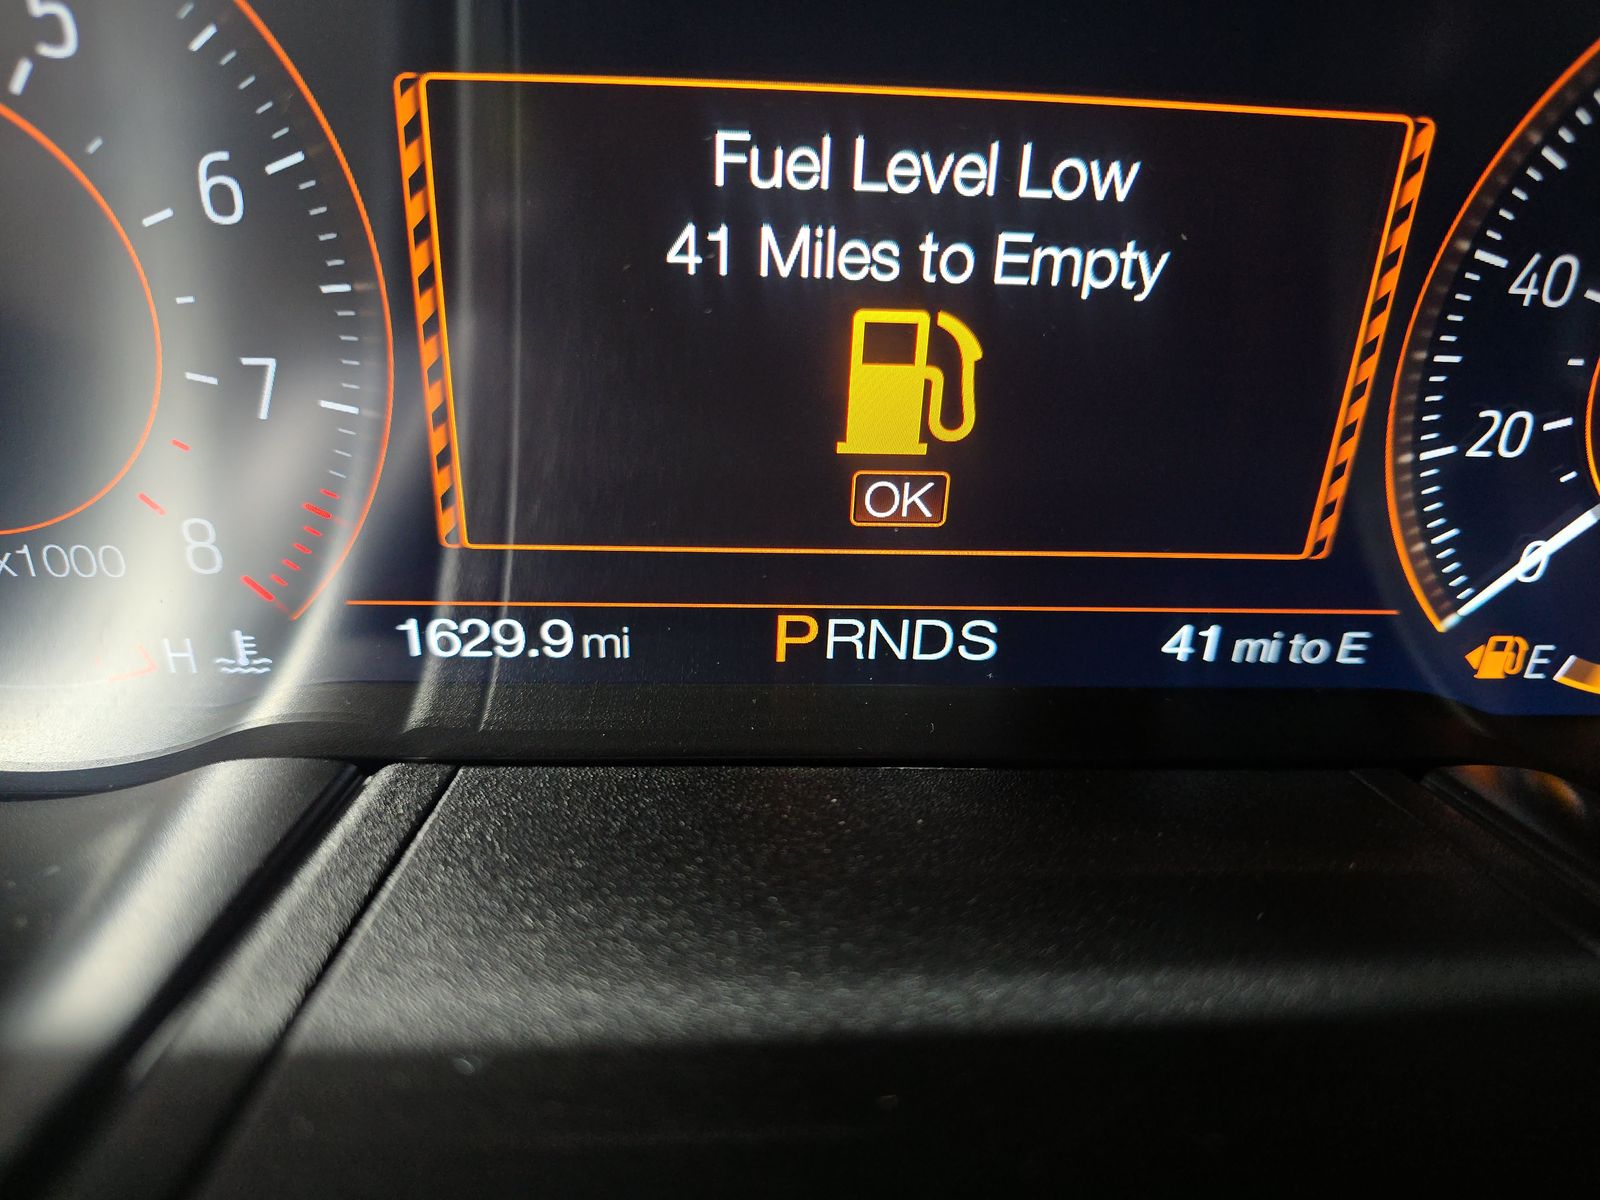 5
6
7
8
x1000
H
Fuel Level Low
41 Miles to Empty
OK
1629.9 mi
PRNDS
41 mi to E
40
20
0
E